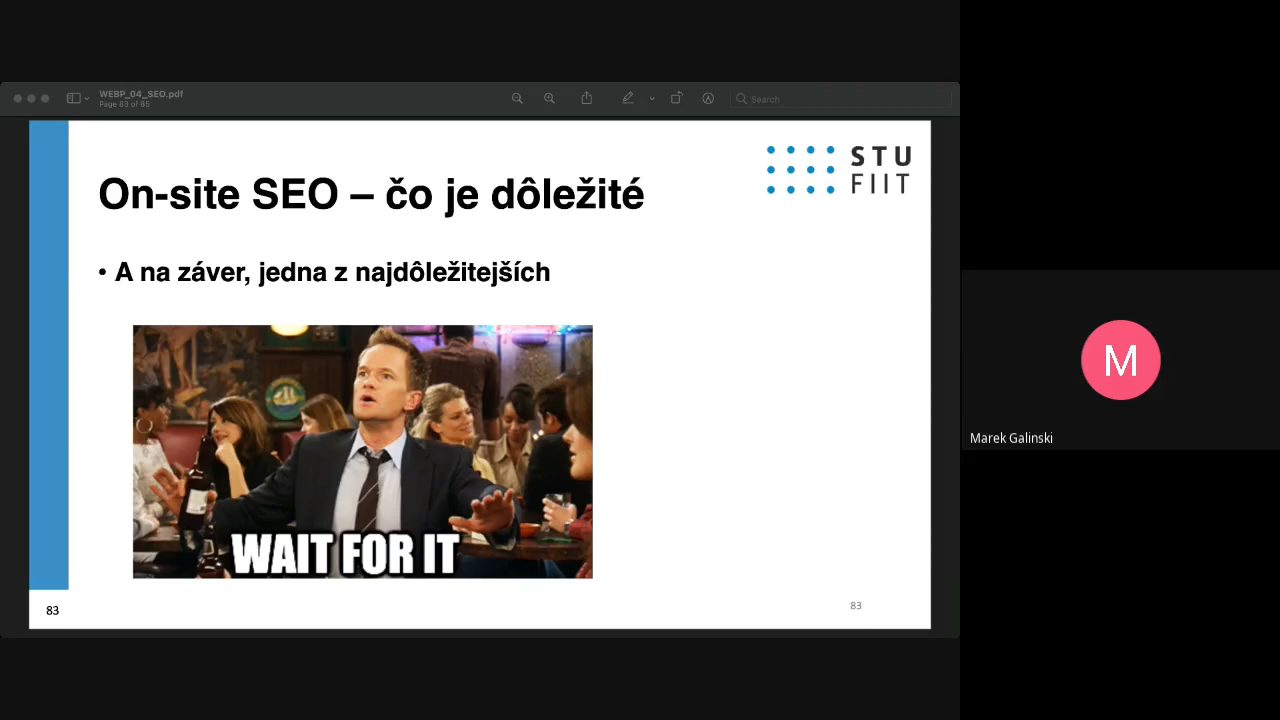 WEBP_04_SEO.pdf
Page 83 of 85
Search
STU
FIIT
On-site SEO – čo je dôležité
• A na záver, jedna z najdôležitejších
WAIT FOR IT
83
83
M
Marek Galinski